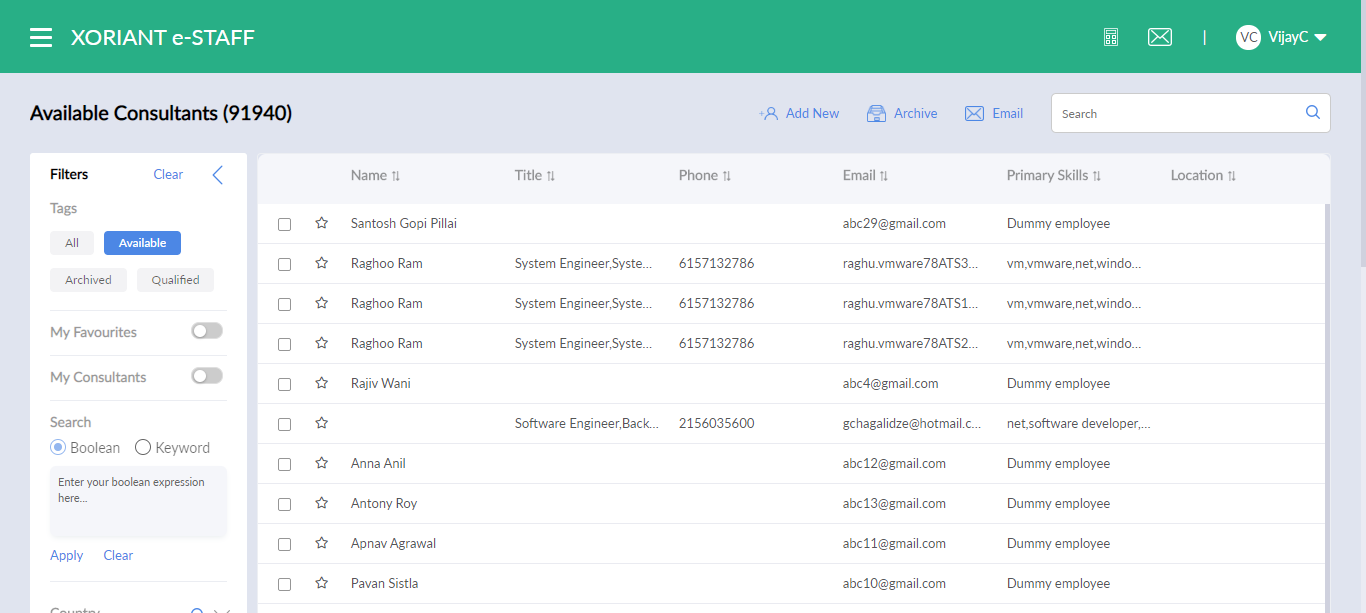 XORIANT e-STAFF
|
VC VijayC
Available Consultants (91940)
Add New Archive Email Search
Filters Clear
Tags
All Available
Archived Qualified
My Favourites
My Consultants
Search
Boolean Keyword
Enter your boolean expression
here...
Apply Clear
Country
Name Title Phone Email Primary Skills Location
Santosh Gopi Pillai abc29@gmail.com Dummy employee
Raghoo Ram System Engineer,Syste... 6157132786 raghu.vmware78ATS3... vm,vmware,net,windo...
Raghoo Ram System Engineer,Syste... 6157132786 raghu.vmware78ATS1... vm,vmware,net,windo...
Raghoo Ram System Engineer,Syste... 6157132786 raghu.vmware78ATS2... vm,vmware,net,windo...
Rajiv Wani abc4@gmail.com Dummy employee
Software Engineer,Back... 2156035600 gchagalidze@hotmail.c... net,software developer,...
Anna Anil abc12@gmail.com Dummy employee
Antony Roy abc13@gmail.com Dummy employee
Apnav Agrawal abc11@gmail.com Dummy employee
Pavan Sistla abc10@gmail.com Dummy employee